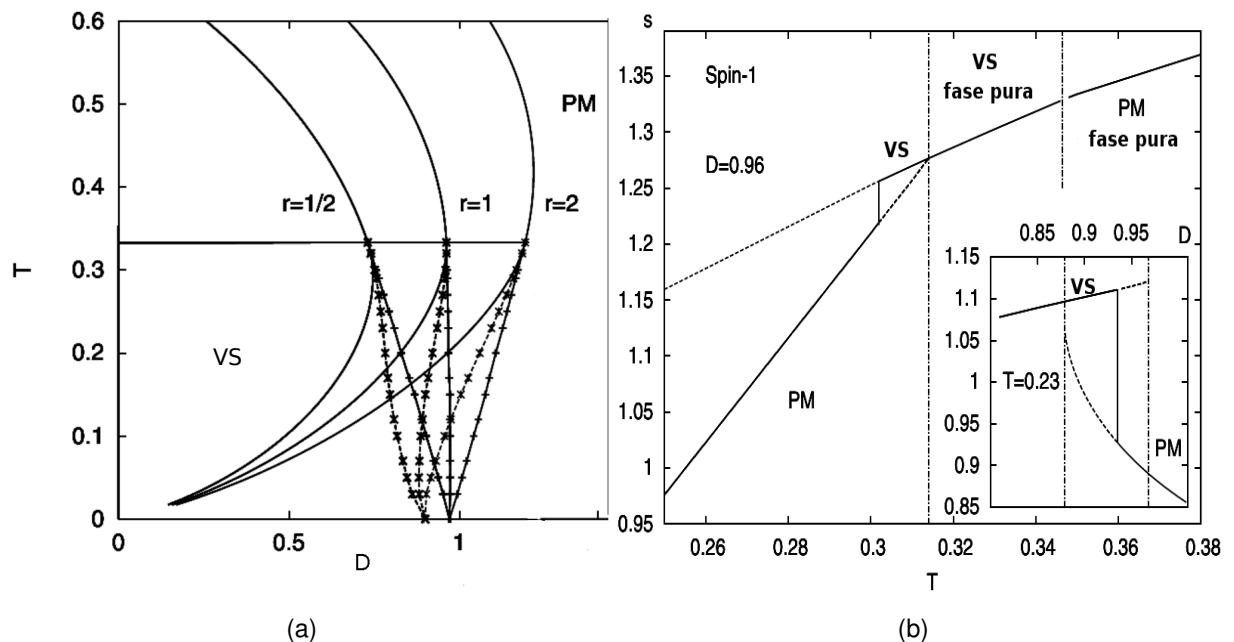 0.6
0.5
0.4
0.3
0.2
0.1
0
T
0
0.5
1
D
PM
r=1/2
r=1
r=2
VS
(a)
s
1.35
1.3
1.25
1.2
1.15
1.1
1.05
1
0.95
0.26
0.28
0.3
0.32
0.34
0.36
0.38
T
Spin-1
D=0.96
VS
fase pura
VS
PM
fase pura
PM
0.85
0.9
0.95
D
1.15
1.1
1.05
1
0.95
0.9
0.85
VS
T=0.23
PM
(b)